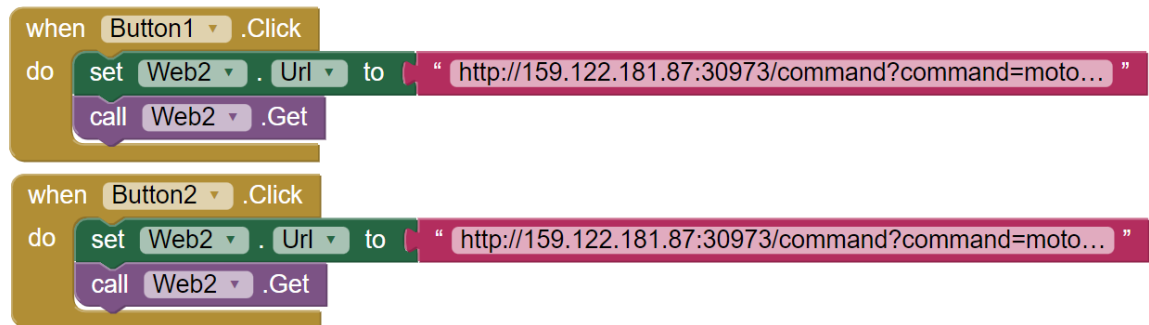 when Button1 .Click
do set Web2 . Url to “ http://159.122.181.87:30973/command?command=moto… ”
call Web2 .Get
when Button2 .Click
do set Web2 . Url to “ http://159.122.181.87:30973/command?command=moto… ”
call Web2 .Get